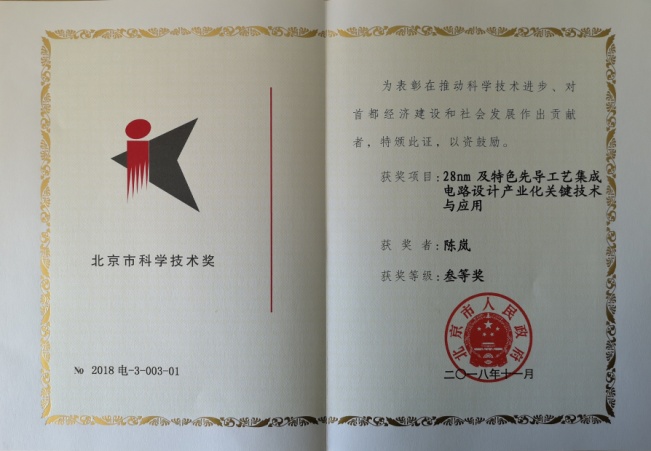 北京市科学技术奖
No 2018 电-3-003-01
为表彰在推动科学技术进步、对
首都经济建设和社会发展作出贡献
者，特颁此证，以资鼓励。
获奖项目：28nm 及特色先导工艺集成
电路设计产业化关键技术
与应用
获 奖 者：陈岚
获奖等级：叁等奖
北京市人民政府
二〇一八年十一月